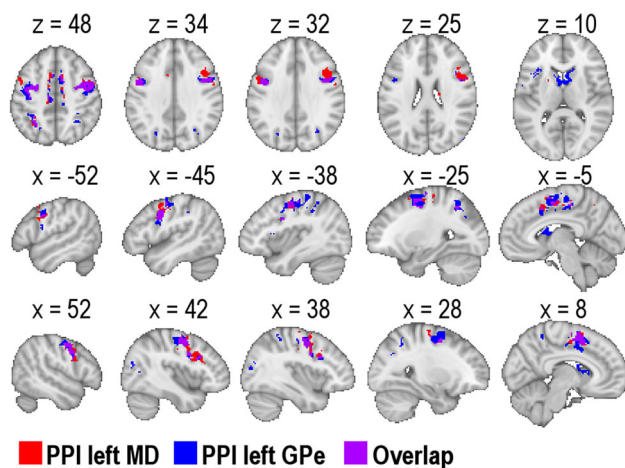 z = 48 z = 34 z = 32 z = 25 z = 10
x = -52 x = -45 x = -38 x = -25 x = -5
x = 52 x = 42 x = 38 x = 28 x = 8
PPI left MD PPI left GPe Overlap